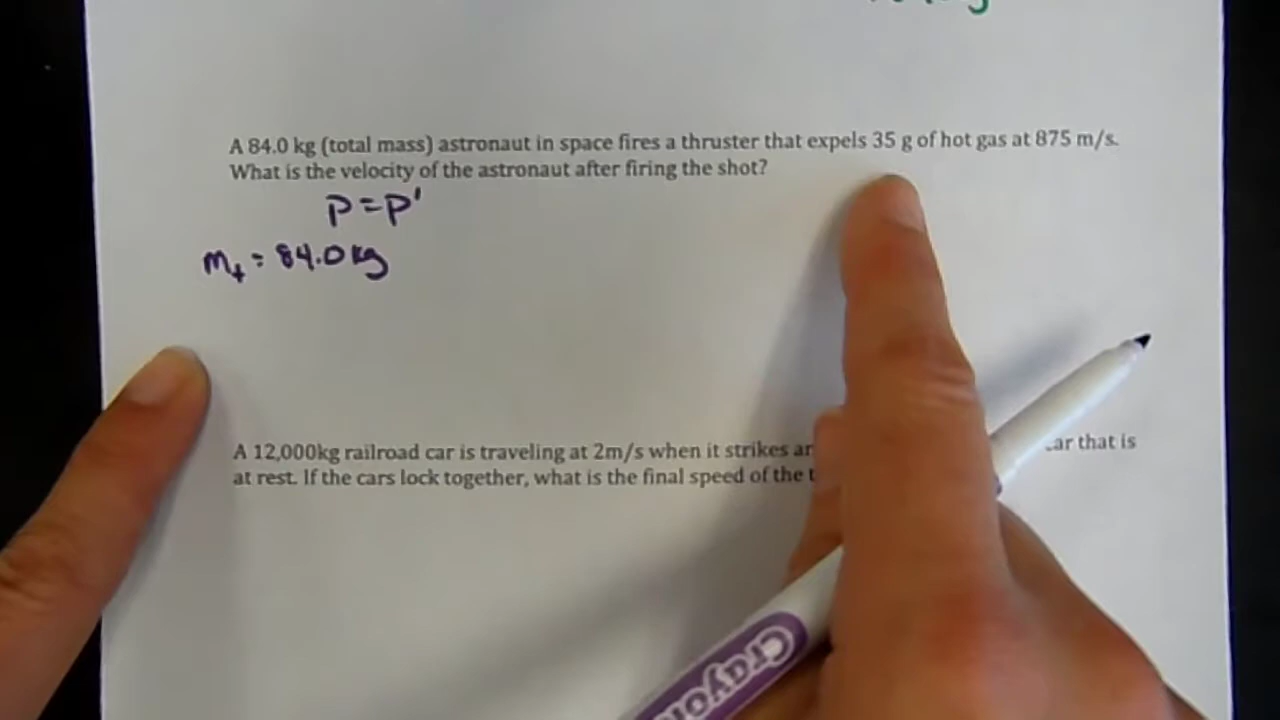 A 84.0 kg (total mass) astronaut in space fires a thruster that expels 35 g of hot gas at 875 m/s.
What is the velocity of the astronaut after firing the shot?
p=p'
mt = 84.0 kg
A 12,000kg railroad car is traveling at 2m/s when it strikes that is
at rest. If the cars lock together, what is the final speed of the
Crayo